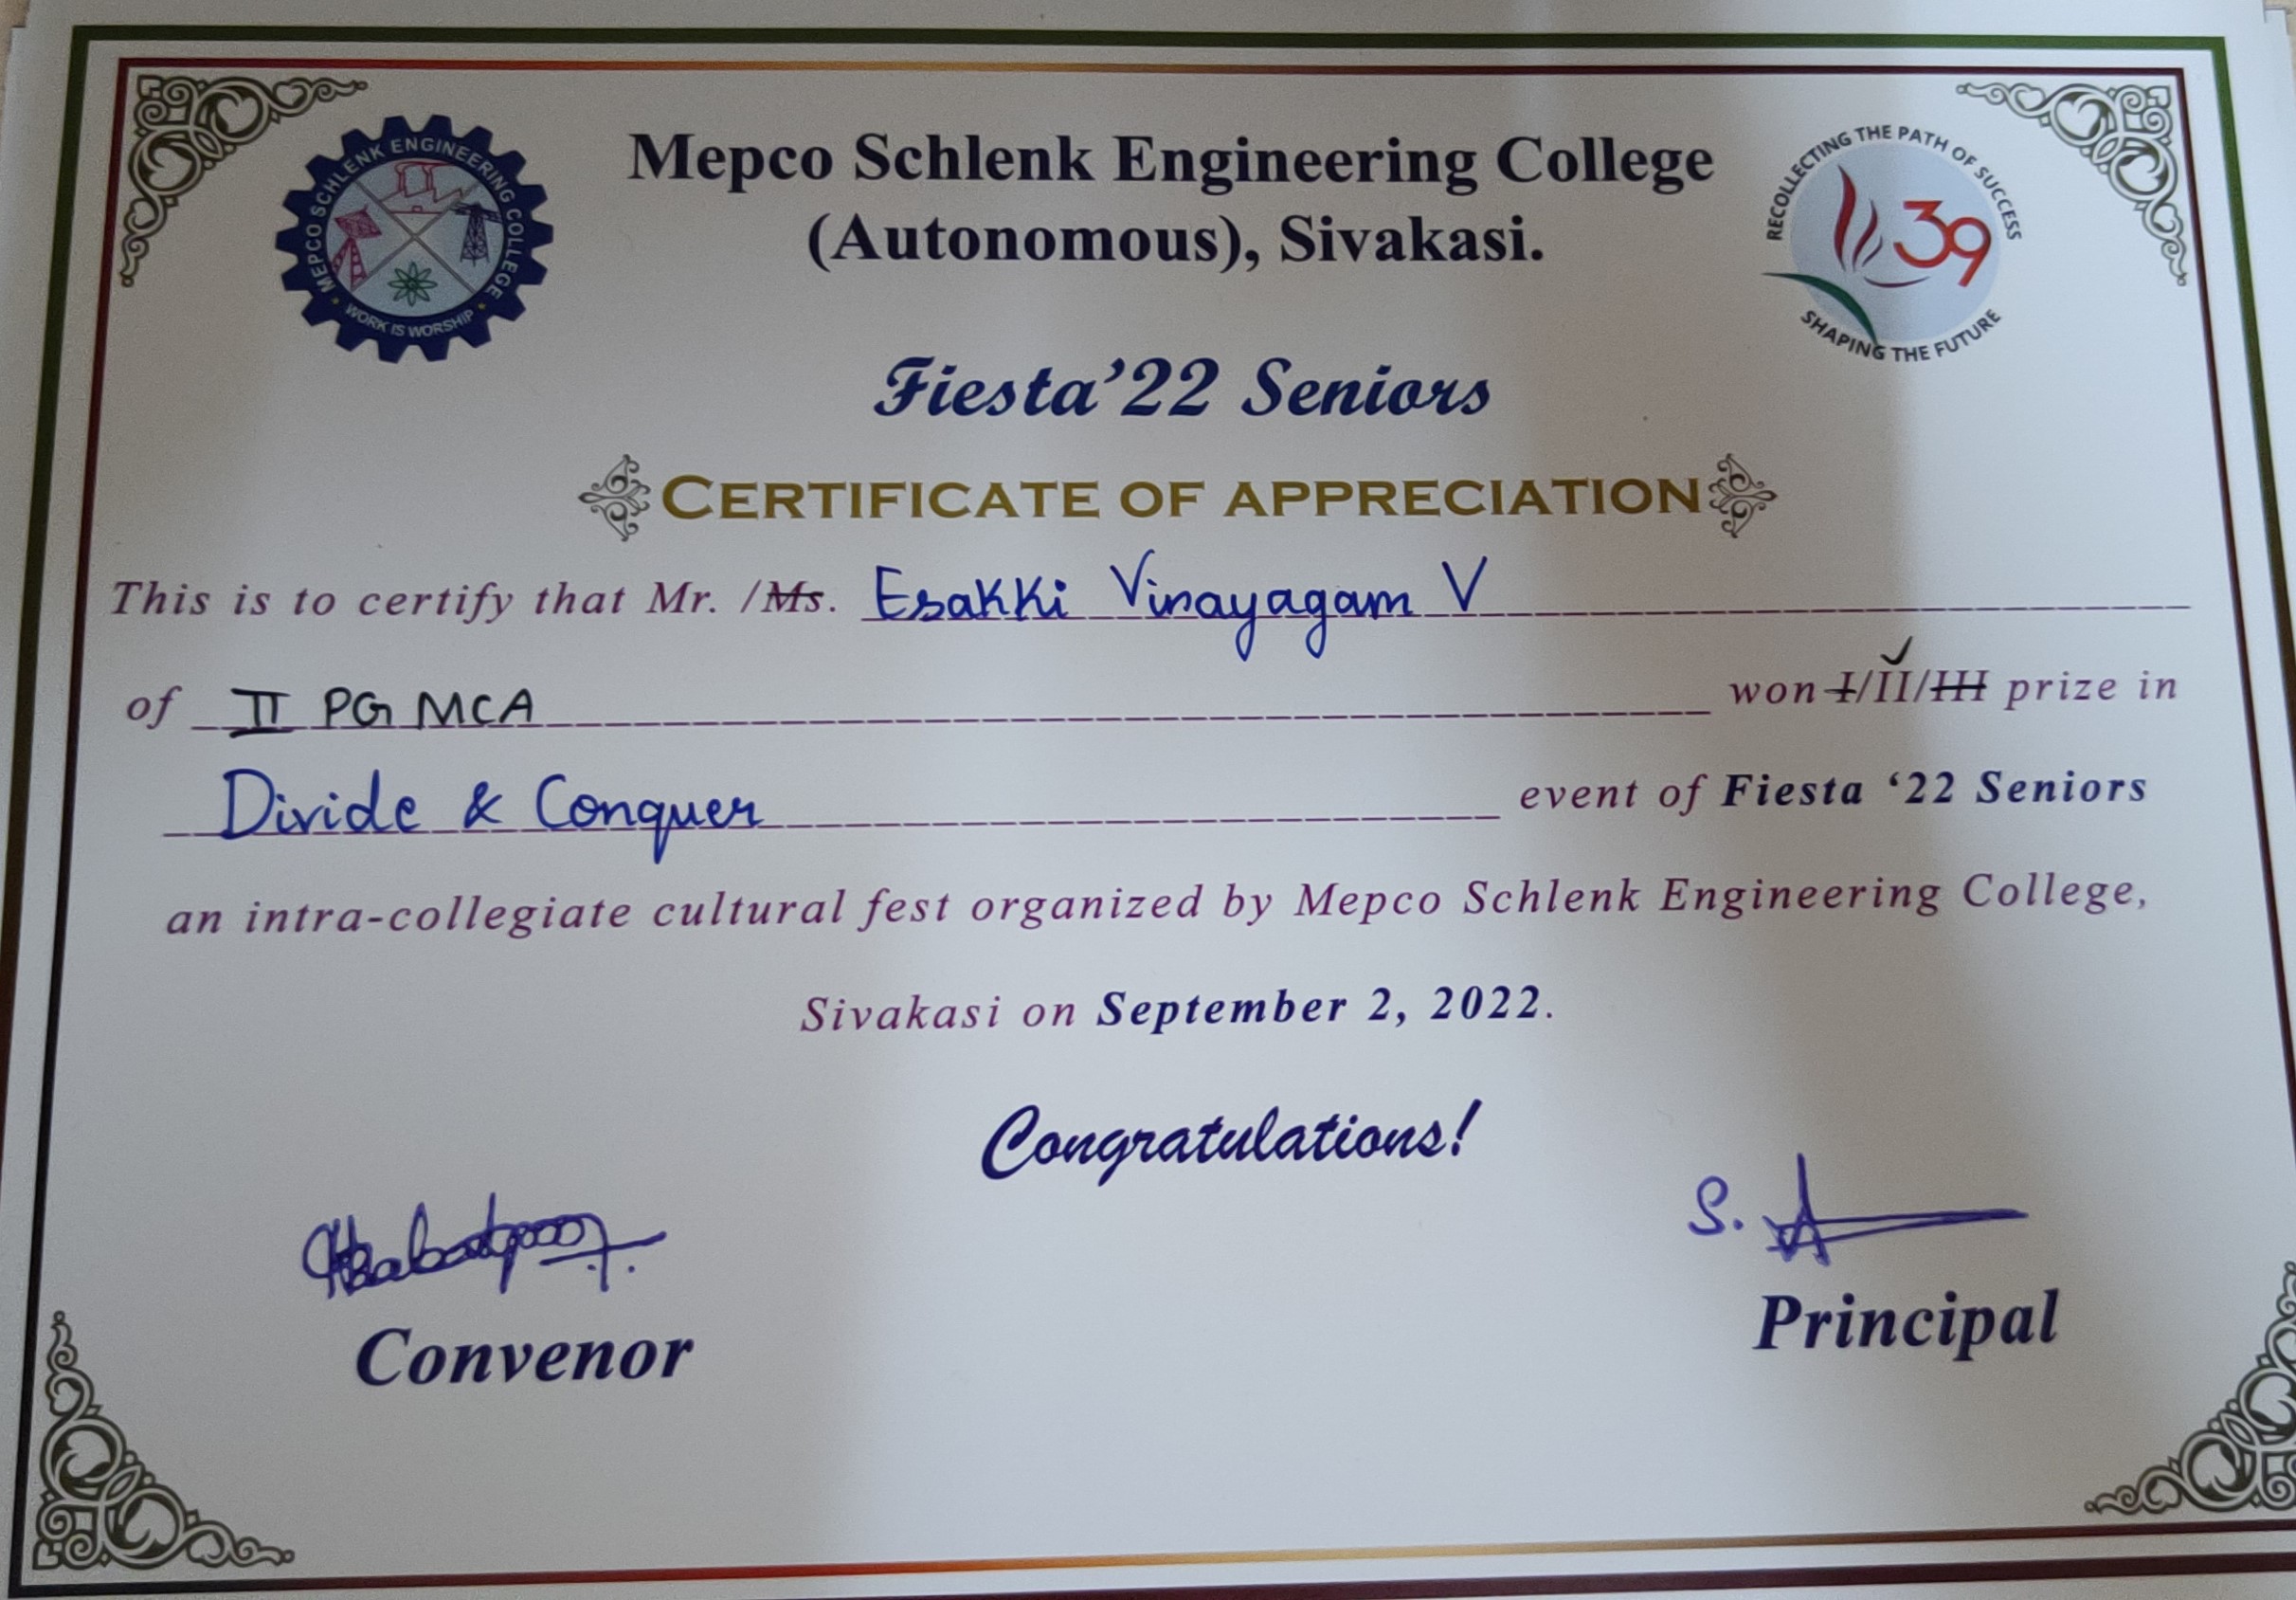 MEPCO SCHLENK ENGINEERING COLLEGE
WORK IS WORSHIP
Mepco Schlenk Engineering College
(Autonomous), Sivakasi.
RECOLLECTING THE PATH OF SUCCESS
39
SHAPING THE FUTURE
Fiesta'22 Seniors
CERTIFICATE OF APPRECIATION
This is to certify that Mr. /Ms. Esakki Vinayagam V
of II PG MCA won I/II/III prize in
Divide & Conquer event of Fiesta ‘22 Seniors
an intra-collegiate cultural fest organized by Mepco Schlenk Engineering College,
Sivakasi on September 2, 2022.
Congratulations!
S.
Convenor
Principal